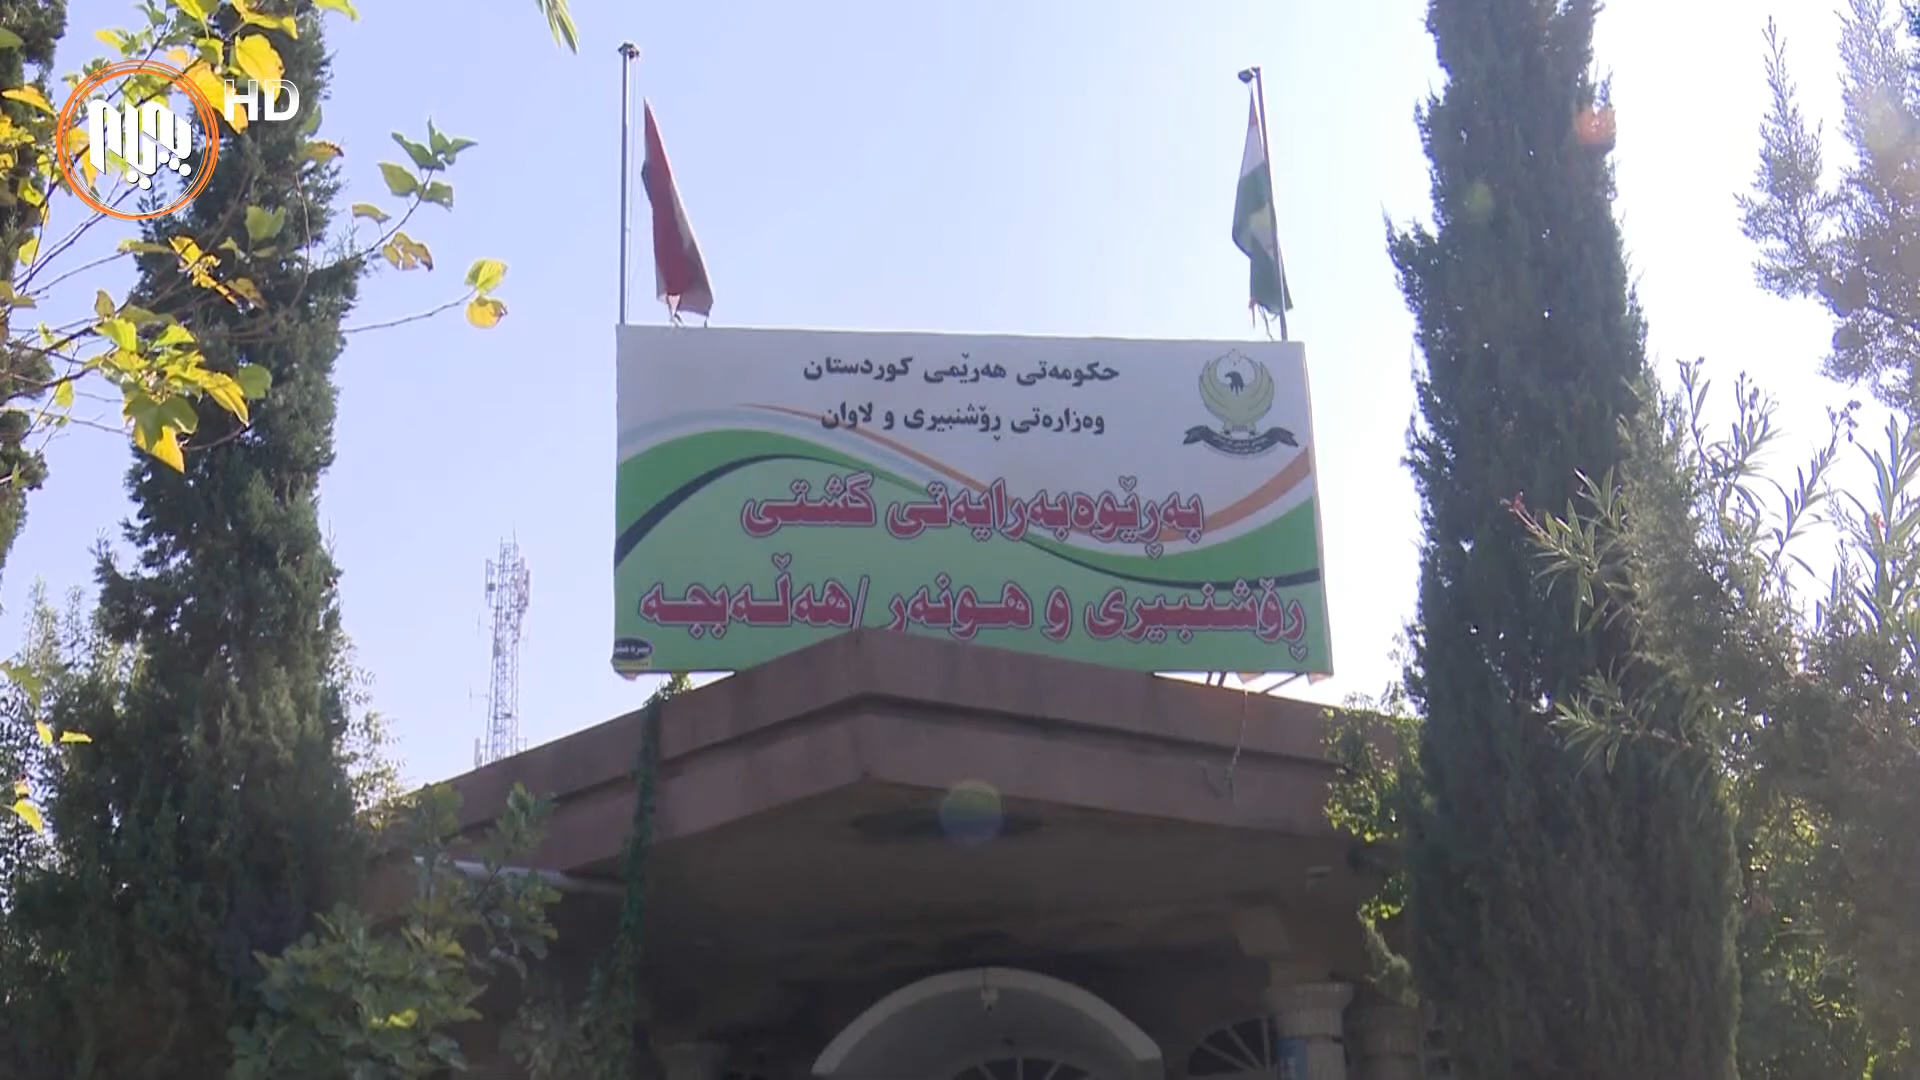 HD
حکومەتی هەرێمی کوردستان
وەزارەتی ڕۆشنبیری و لاوان
بەڕێوەبەرایەتی گشتی
ڕۆشنبیری و هونەر /هەڵەبجە